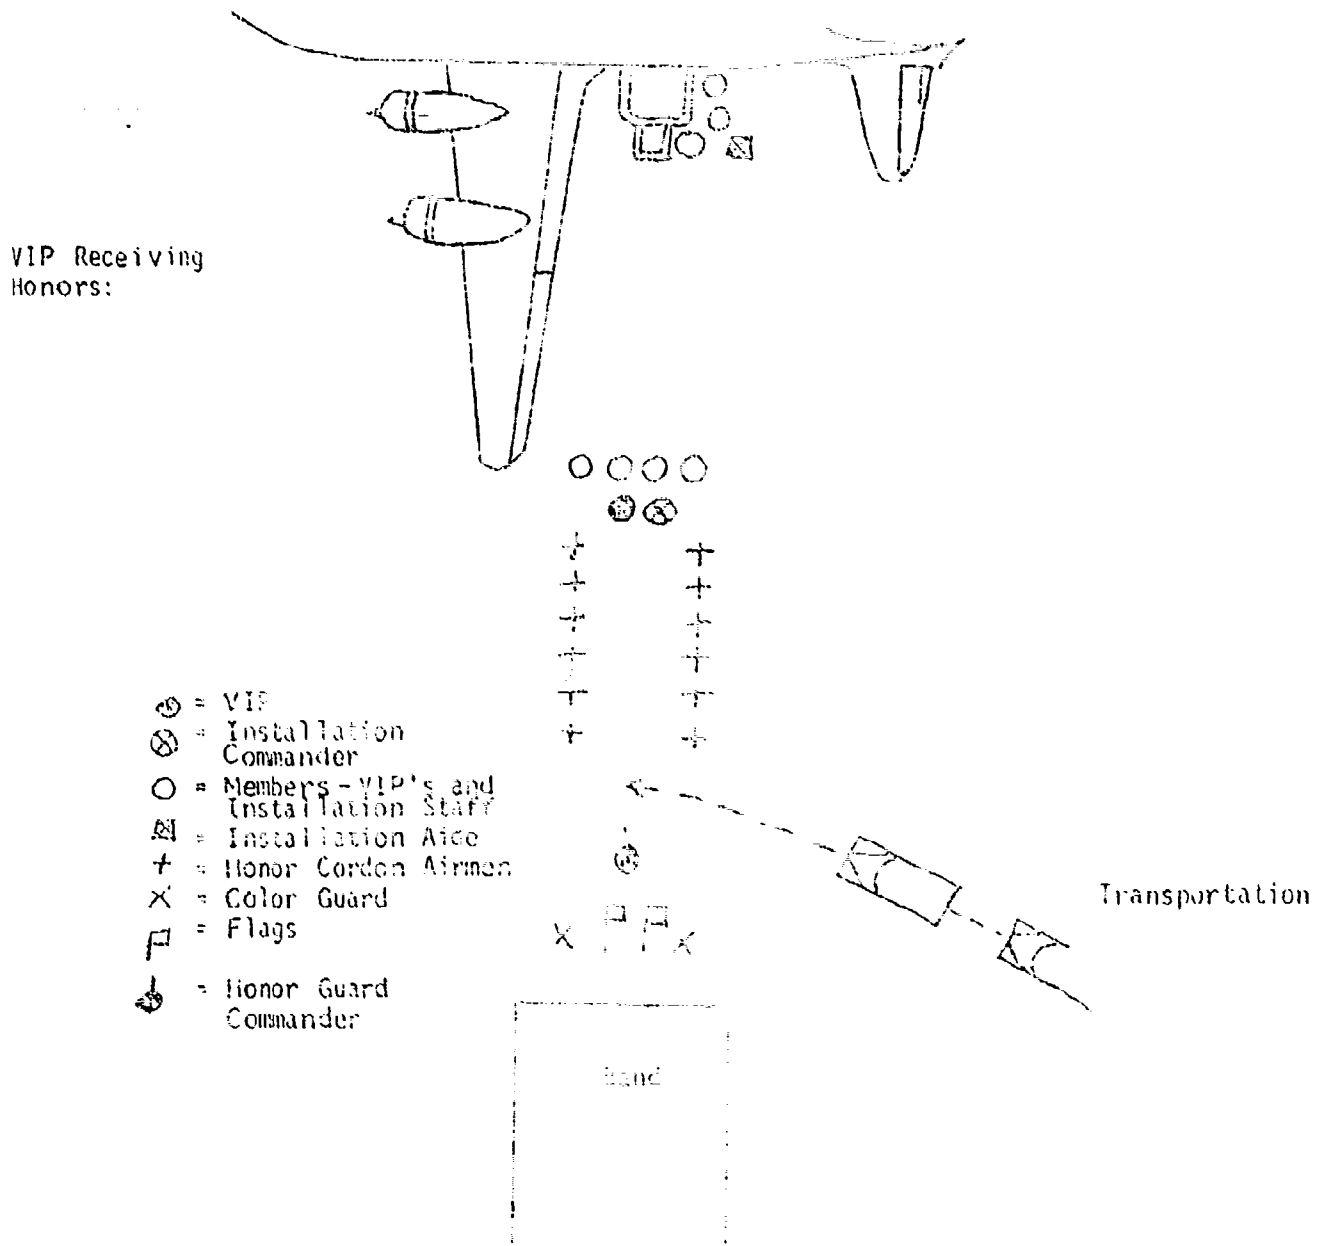 VIP Receiving
Honors:
= VIP
= Installation
Commander
= Members - VIP's and
Installation Staff
= Installation Aide
= Honor Cordon Airmen
= Color Guard
= Flags
= Honor Guard
Commander
Transportation
Band